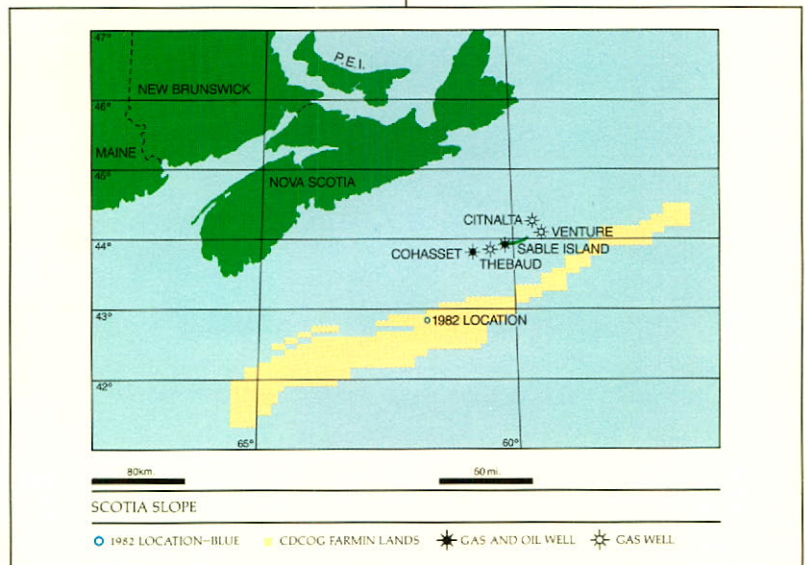 47°
P.E.I.
NEW BRUNSWICK
46°
MAINE
45°
NOVA SCOTIA
CITNALTA
VENTURE
44°
SABLE ISLAND
COHASSET
THEBAUD
43°
1982 LOCATION
42°
65°
60°
80km.
50 mi.
SCOTIA SLOPE
1982 LOCATION–BLUE
CDCOG FARMIN LANDS
GAS AND OIL WELL
GAS WELL